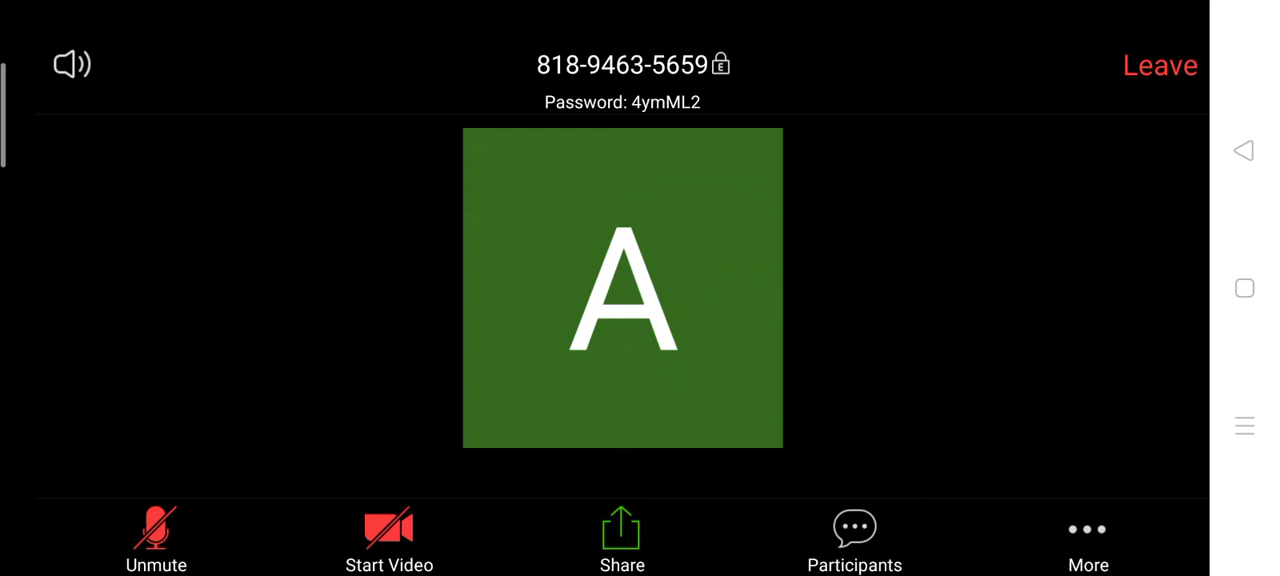 818-9463-5659
Leave
Password: 4ymML2
A
Unmute
Start Video
Share
Participants
More